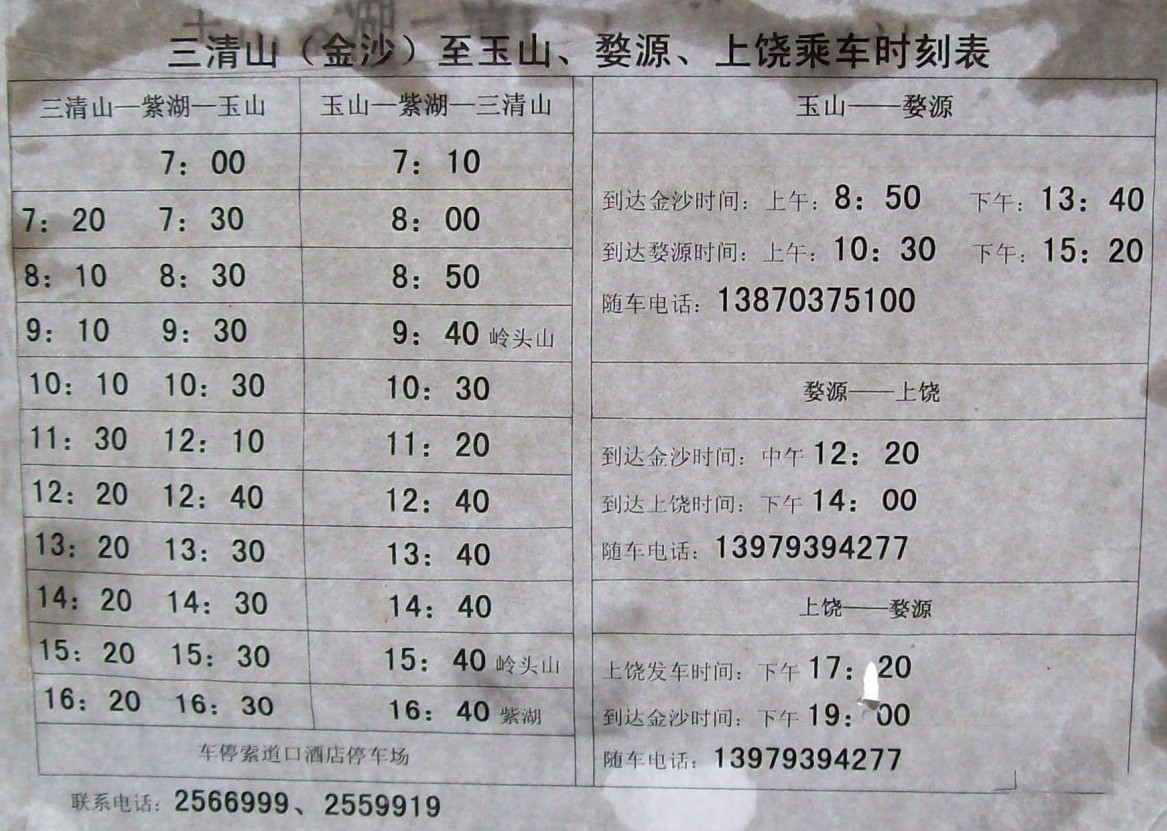 三清山（金沙）至玉山、婺源、上饶乘车时刻表
三清山—紫湖—玉山 玉山—紫湖—三清山
7：00 7：10
7：20 7：30 8：00
8：10 8：30 8：50
9：10 9：30 9：40 岭头山
10：10 10：30 10：30
11：30 12：10 11：20
12：20 12：40 12：40
13：20 13：30 13：40
14：20 14：30 14：40
15：20 15：30 15：40 岭头山
16：20 16：30 16：40 紫湖
车停索道口酒店停车场
联系电话：2566999、2559919
玉山——婺源
到达金沙时间：上午：8：50 下午：13：40
到达婺源时间：上午：10：30 下午：15：20
随车电话：13870375100
婺源——上饶
到达金沙时间：中午 12：20
到达上饶时间：下午 14：00
随车电话：13979394277
上饶——婺源
上饶发车时间：下午 17：20
到达金沙时间：下午 19：00
随车电话：13979394277